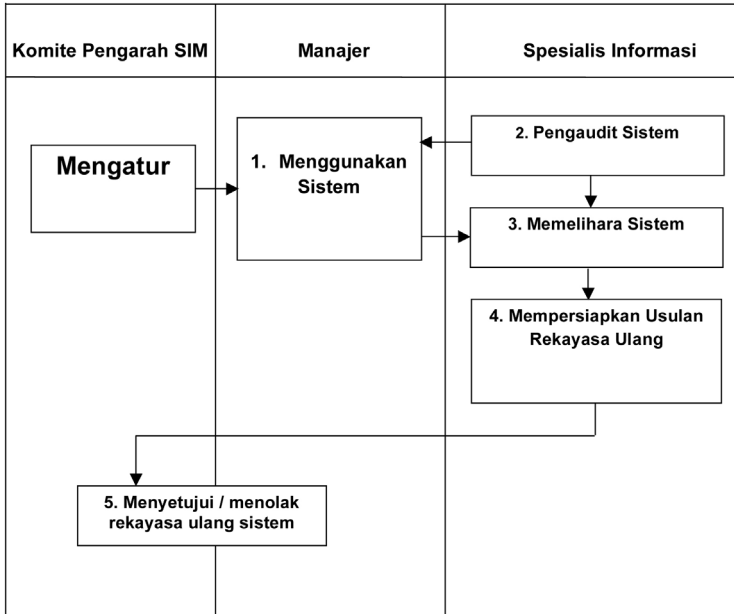 Komite Pengarah SIM
Manajer
Spesialis Informasi
Mengatur
1. Menggunakan
Sistem
2. Pengaudit Sistem
3. Memelihara Sistem
4. Mempersiapkan Usulan
Rekayasa Ulang
5. Menyetujui / menolak
rekayasa ulang sistem